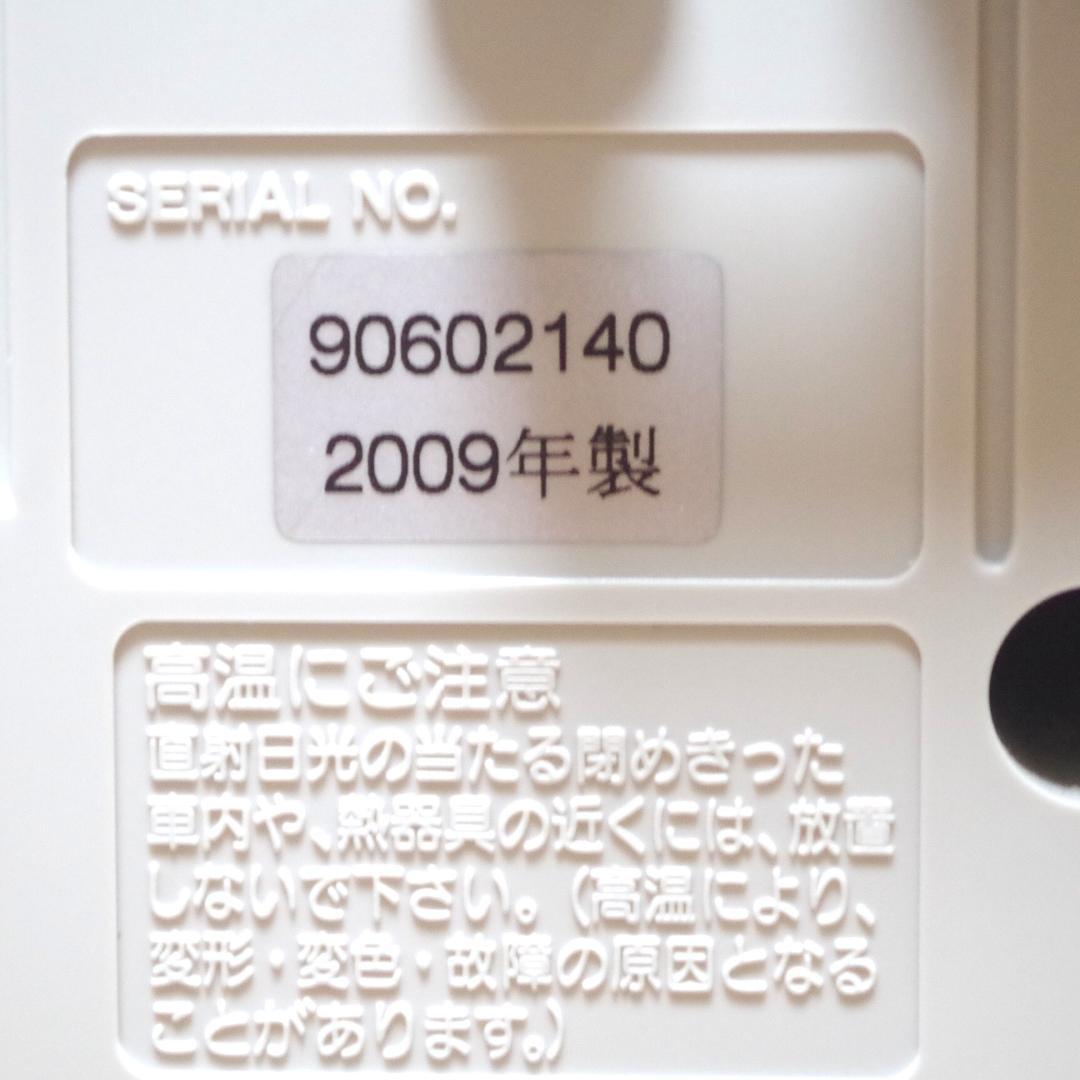 SERIAL NO.
90602140
2009年製
高温にご注意
直射日光の当たる閉めきった
車内や、熱器具の近くには、放置
しないで下さい。(高温により、
変形・変色・故障の原因となる
ことがあります。)